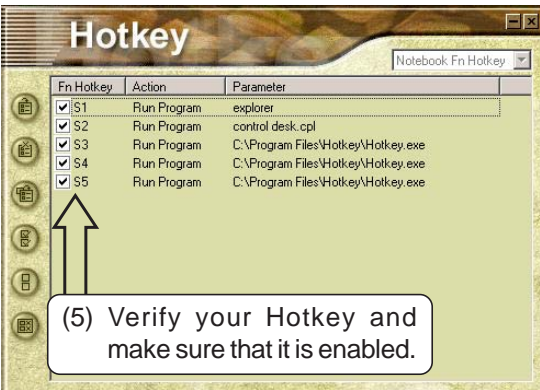 Hotkey
Notebook Fn Hotkey
Fn Hotkey Action Parameter
S1 Run Program explorer
S2 Run Program control desk.cpl
S3 Run Program C:\Program Files\Hotkey\Hotkey.exe
S4 Run Program C:\Program Files\Hotkey\Hotkey.exe
S5 Run Program C:\Program Files\Hotkey\Hotkey.exe
(5) Verify your Hotkey and
make sure that it is enabled.